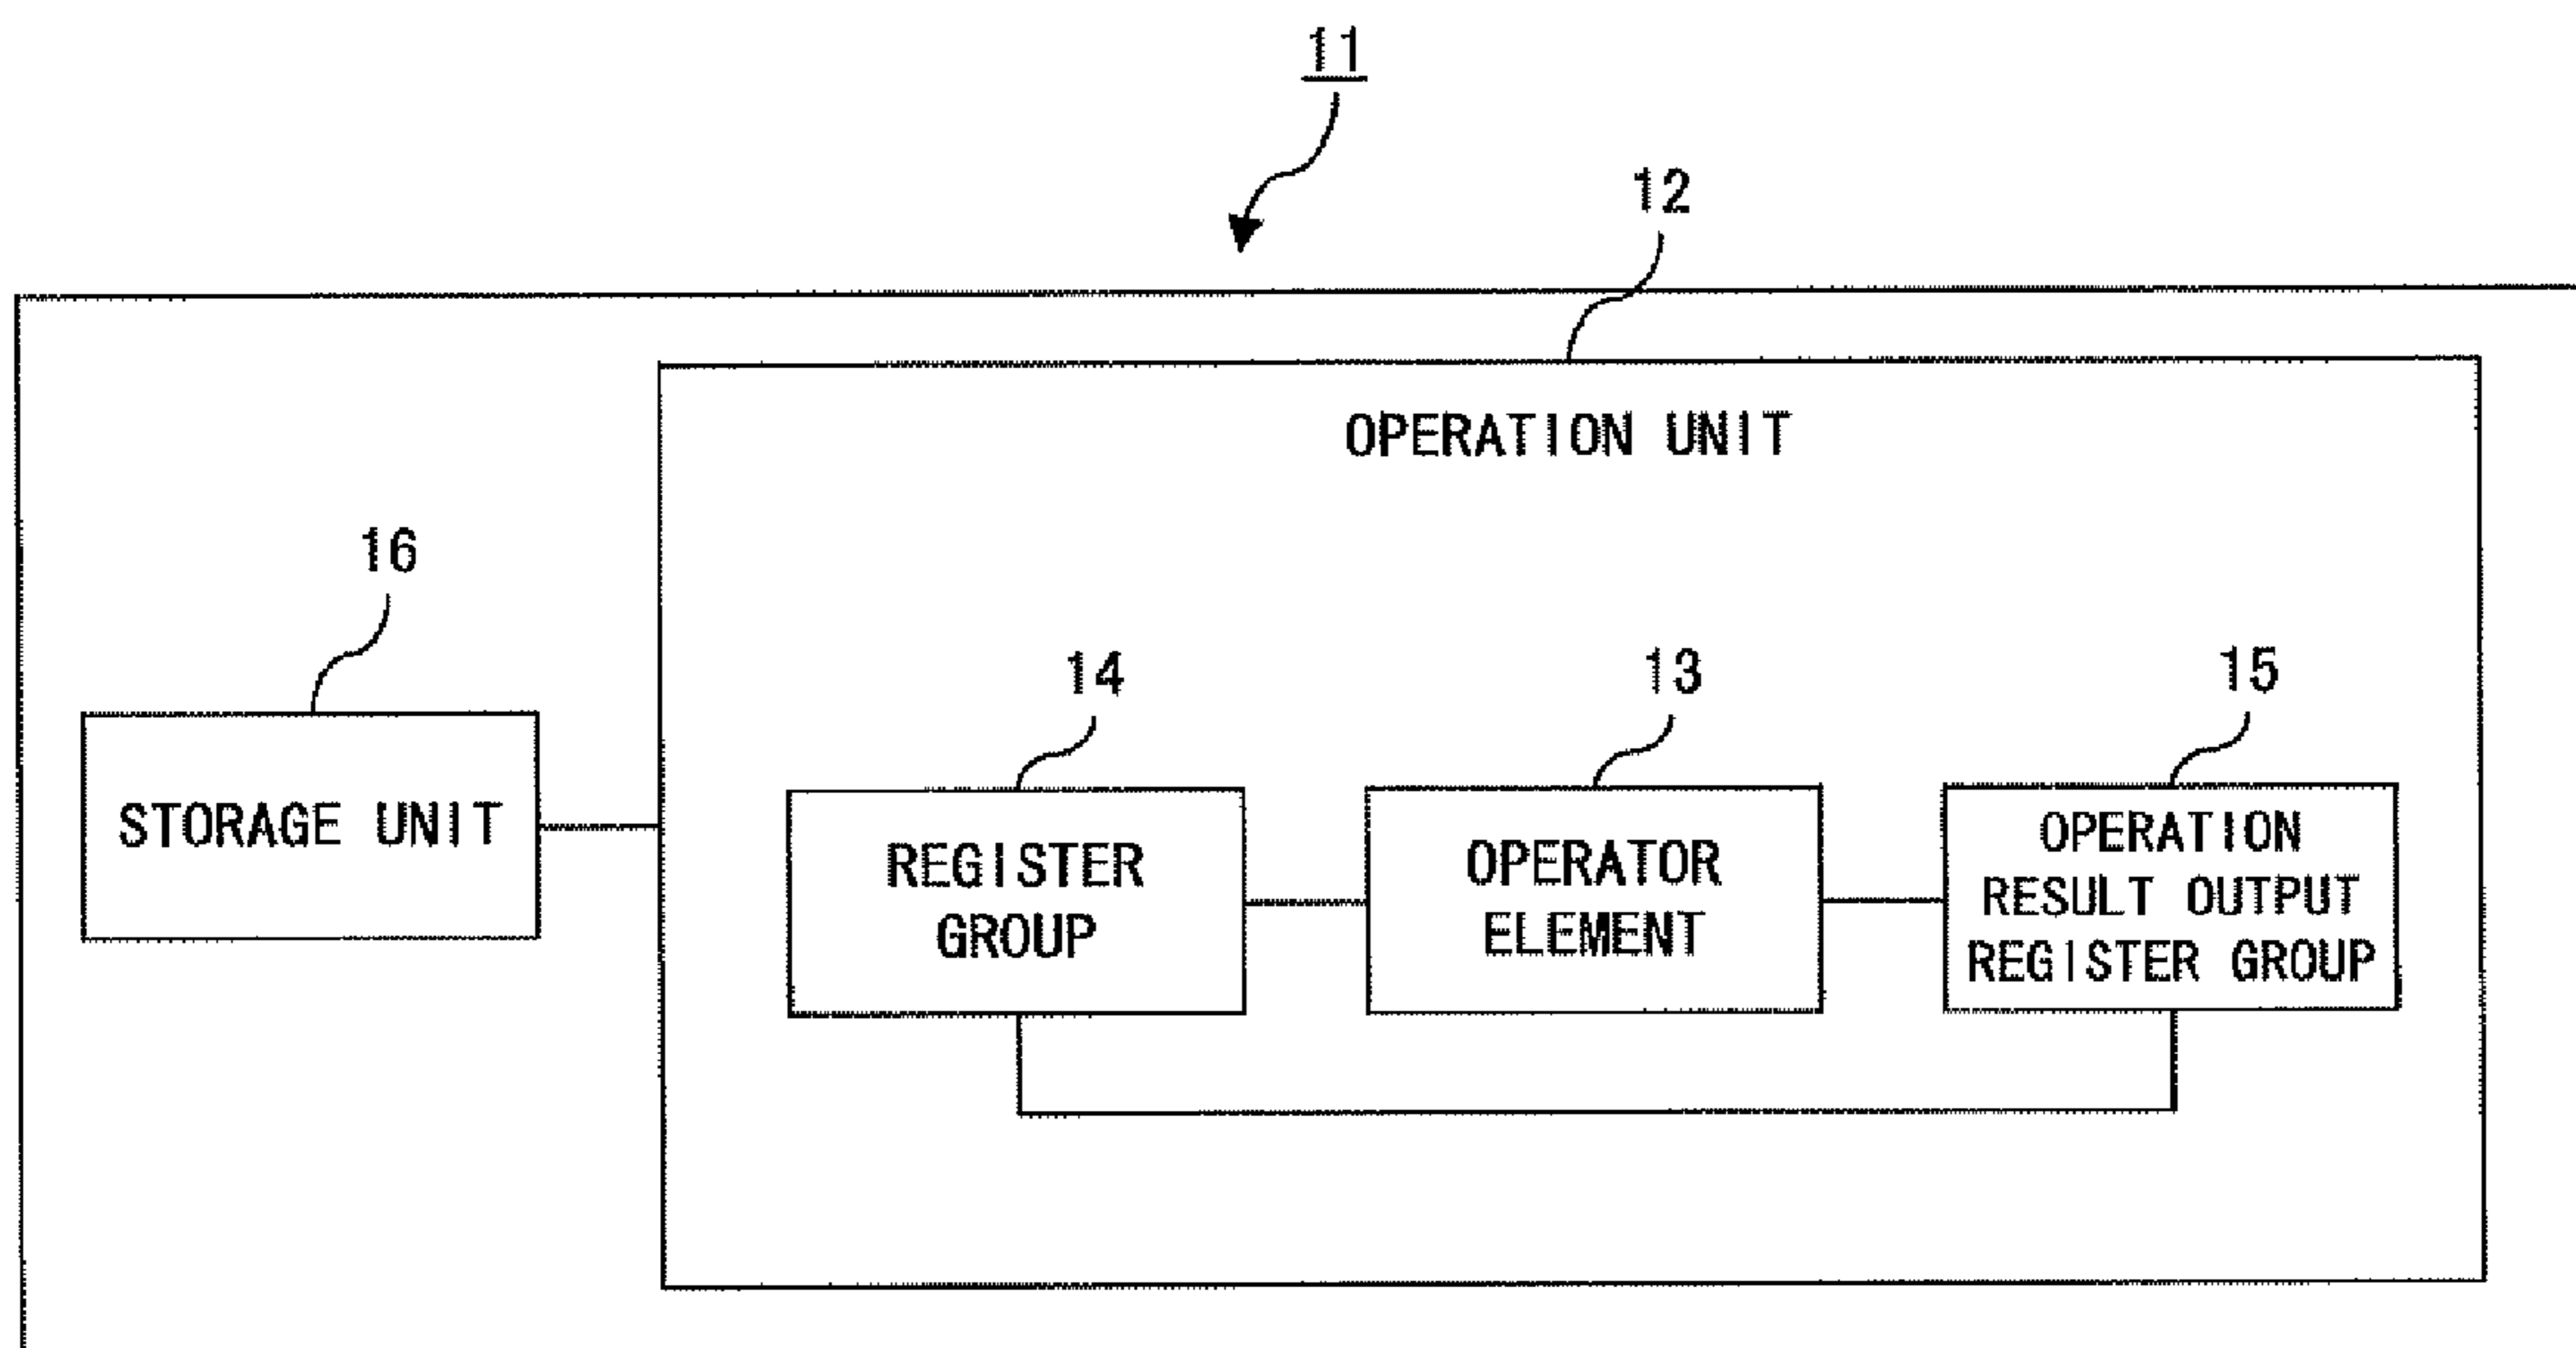 11
12
OPERATION UNIT
16
14
13
15
STORAGE UNIT
REGISTER
GROUP
OPERATOR
ELEMENT
OPERATION
RESULT OUTPUT
REGISTER GROUP